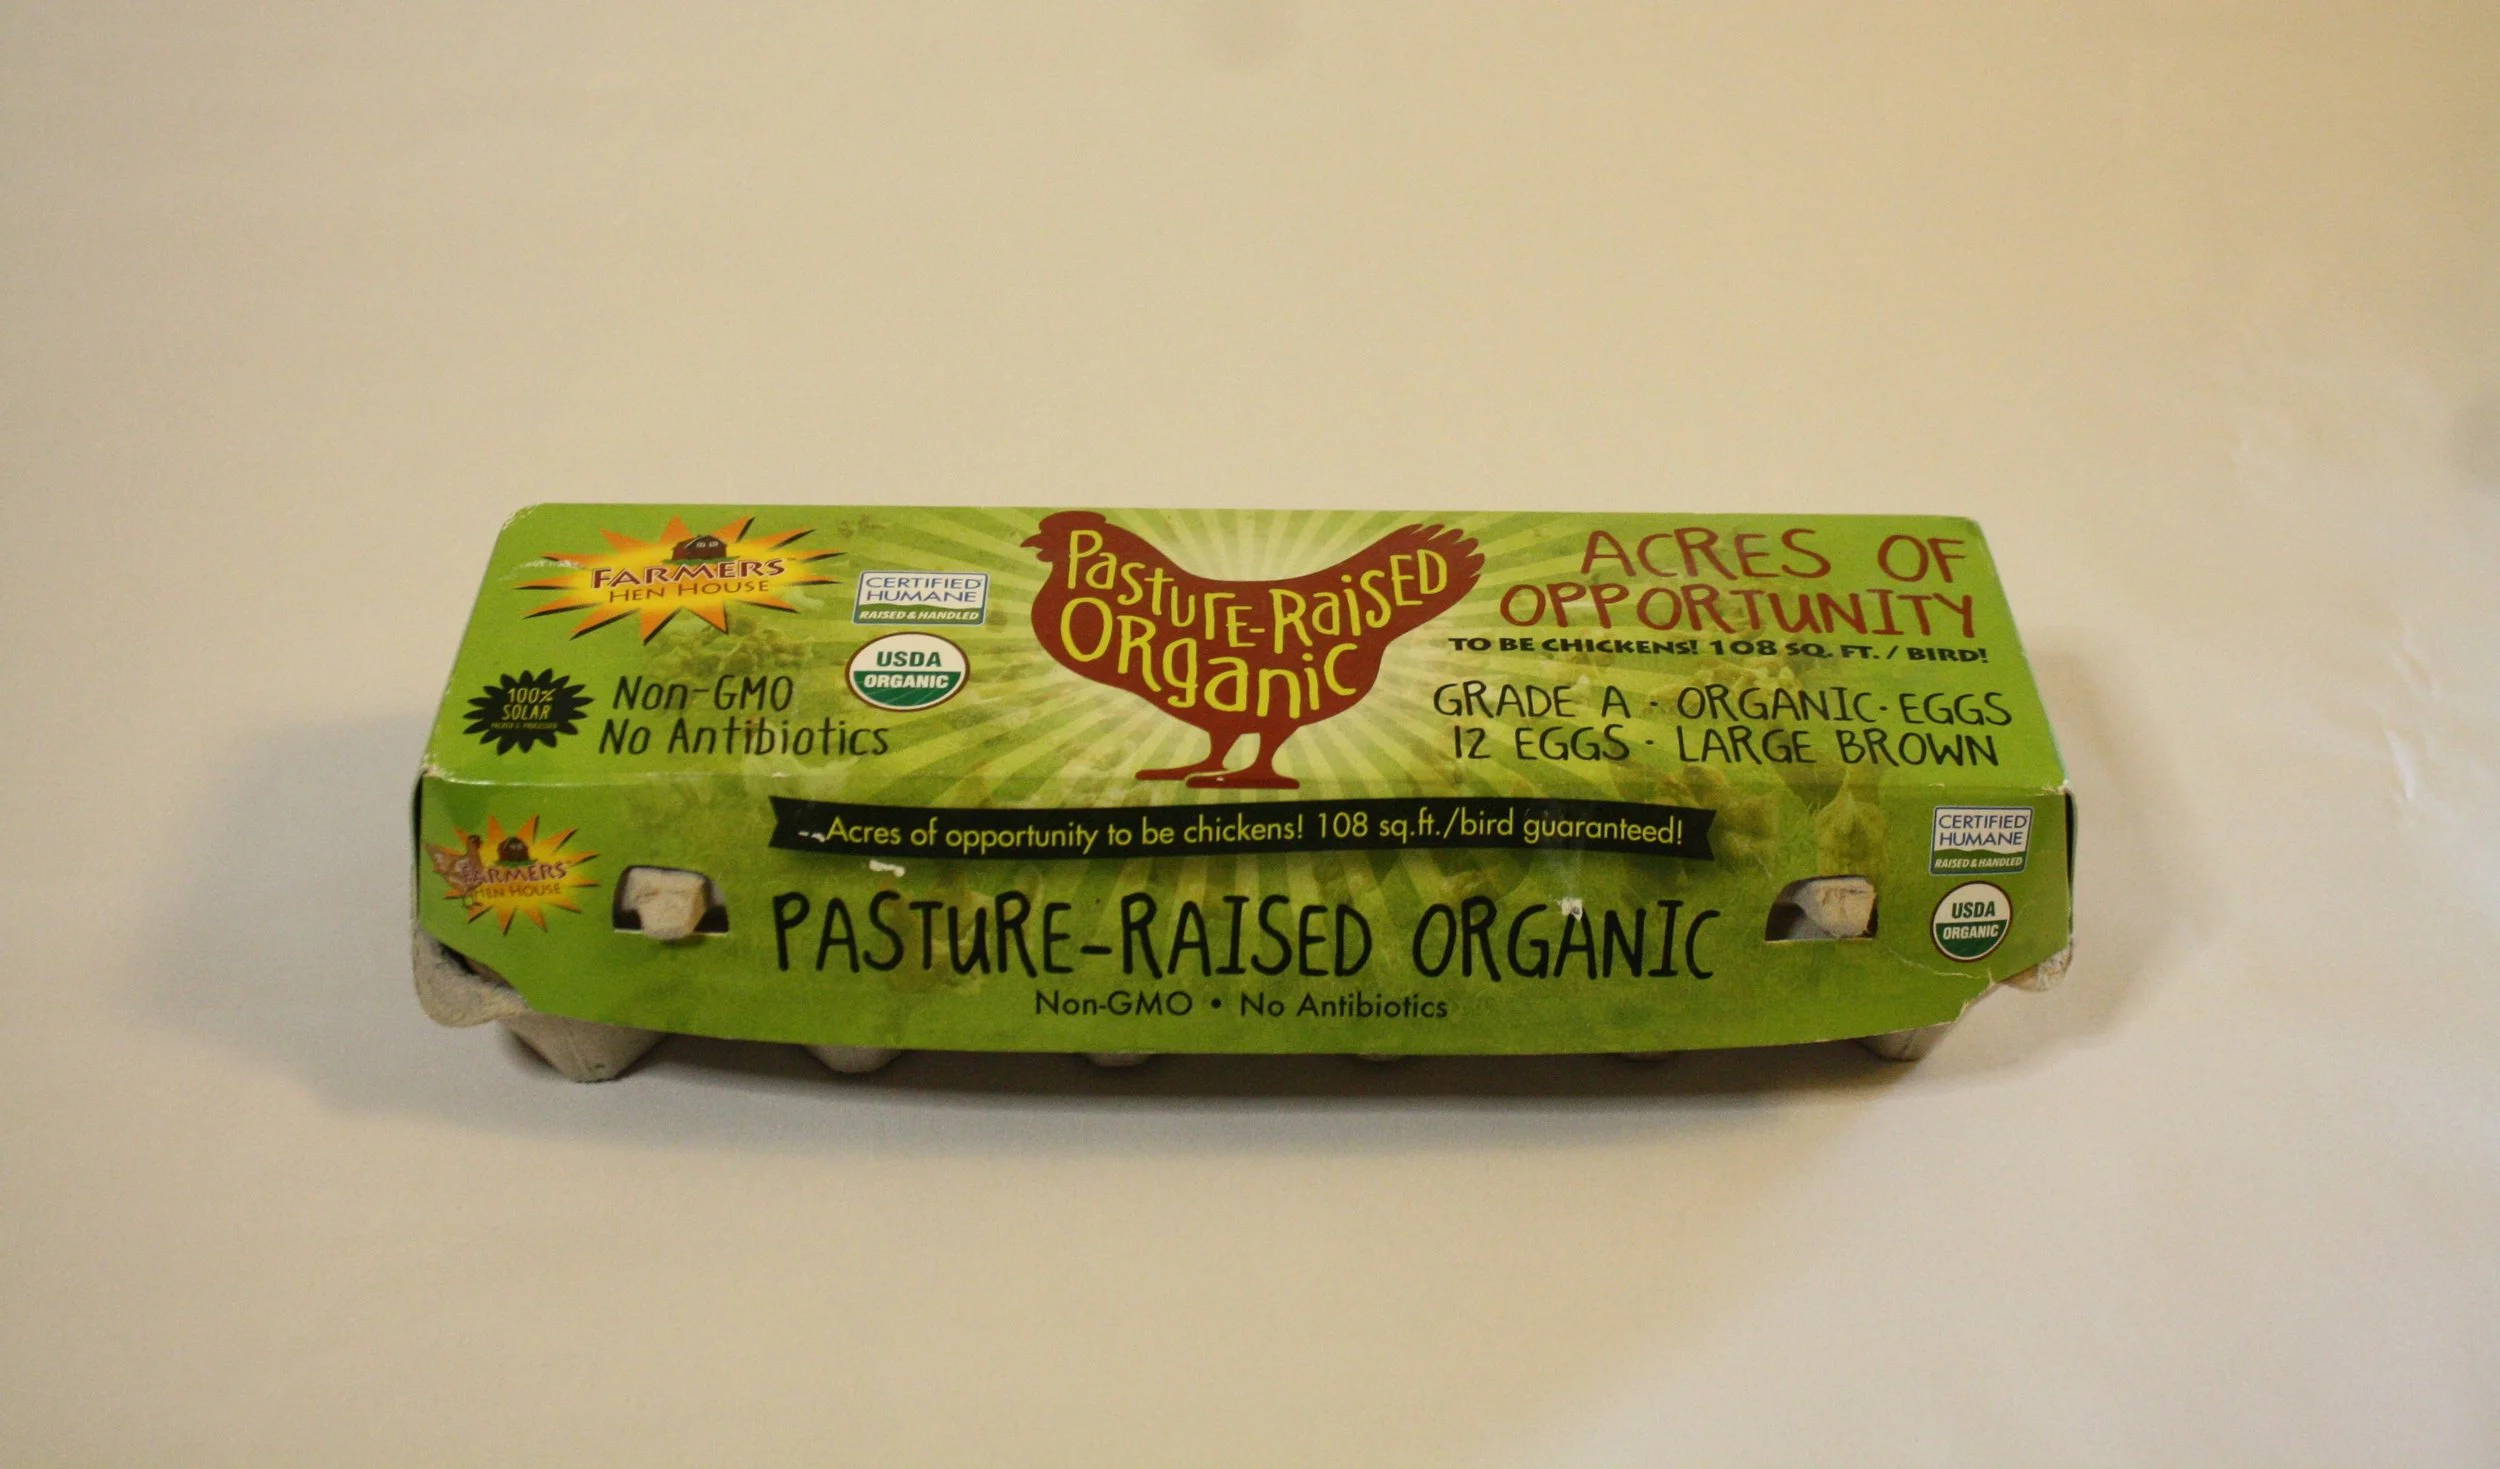 FARMERS
HEN HOUSE
CERTIFIED
HUMANE
RAISED & HANDLED
USDA
ORGANIC
100%
SOLAR
Non-GMO
No Antibiotics
Pasture-Raised
Organic
ACRES OF
OPPORTUNITY
TO BE CHICKENS! 108 SQ. FT. / BIRD!
GRADE A · ORGANIC · EGGS
12 EGGS · LARGE BROWN
Acres of opportunity to be chickens! 108 sq.ft./bird guaranteed!
FARMERS
HEN HOUSE
PASTURE-RAISED ORGANIC
Non-GMO • No Antibiotics
CERTIFIED
HUMANE
RAISED & HANDLED
USDA
ORGANIC